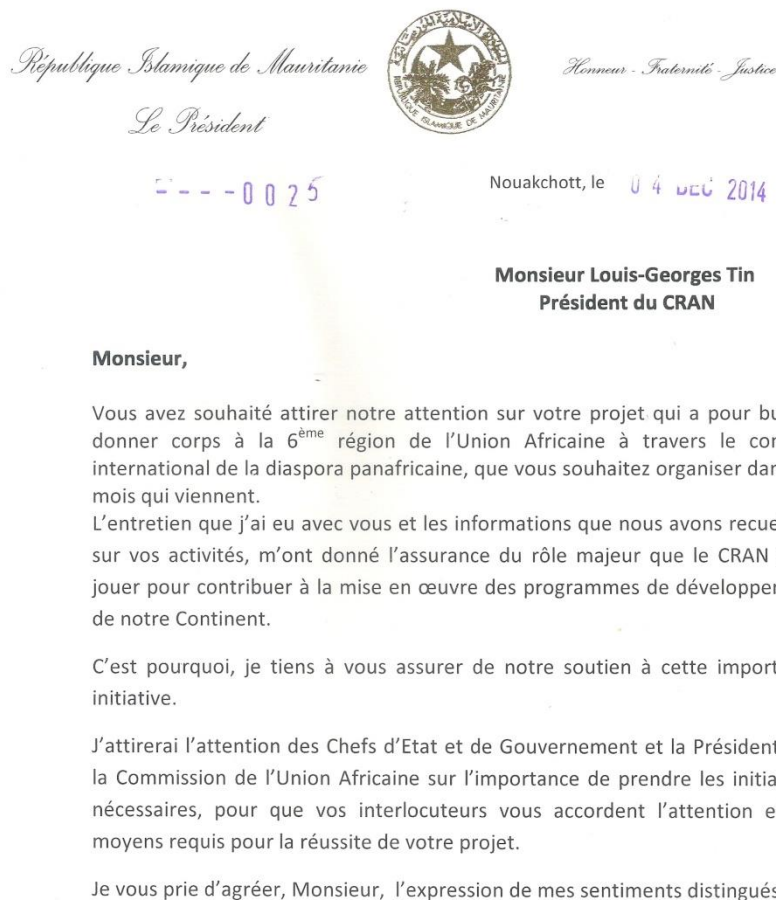 République Islamique de Mauritanie
Honneur - Fraternité - Justice
Le Président
RÉPUBLIQUE ISLAMIQUE DE MAURITANIE
- - - -0025
Nouakchott, le 04 DEC 2014
Monsieur Louis-Georges Tin
Président du CRAN
Monsieur,
Vous avez souhaité attirer notre attention sur votre projet qui a pour bu
donner corps à la 6ème région de l'Union Africaine à travers le con
international de la diaspora panafricaine, que vous souhaitez organiser dan
mois qui viennent.
L'entretien que j'ai eu avec vous et les informations que nous avons recue
sur vos activités, m'ont donné l'assurance du rôle majeur que le CRAN
jouer pour contribuer à la mise en œuvre des programmes de développer
de notre Continent.
C'est pourquoi, je tiens à vous assurer de notre soutien à cette import
initiative.
J'attirerai l'attention des Chefs d'Etat et de Gouvernement et la Président
la Commission de l'Union Africaine sur l'importance de prendre les initia
nécessaires, pour que vos interlocuteurs vous accordent l'attention e
moyens requis pour la réussite de votre projet.
Je vous prie d'agréer, Monsieur, l'expression de mes sentiments distingués